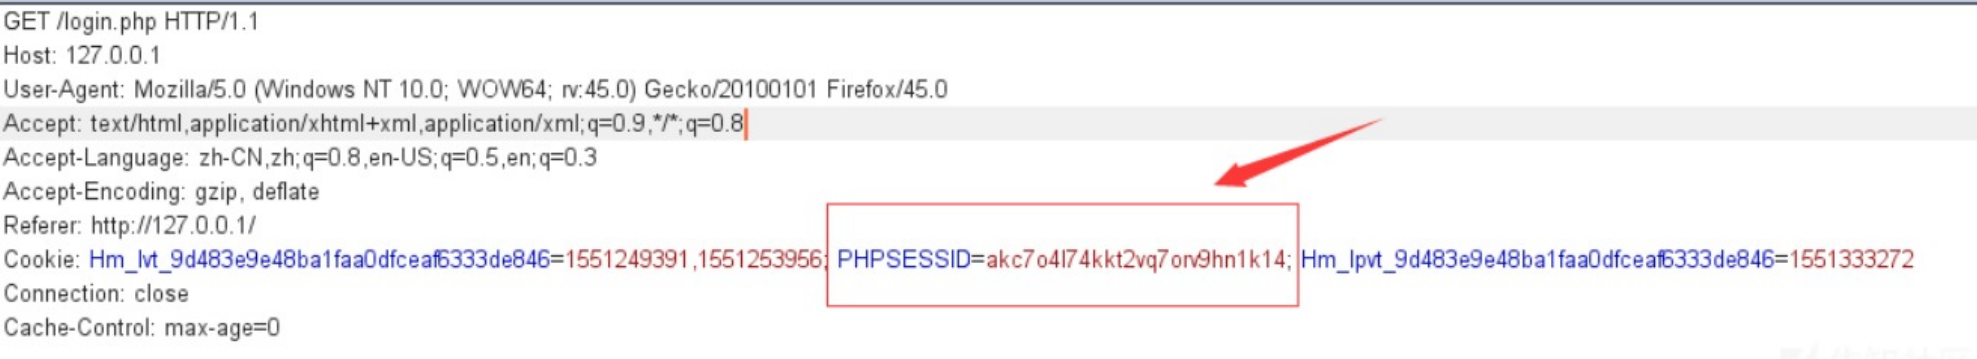 GET /login.php HTTP/1.1
Host: 127.0.0.1
User-Agent: Mozilla/5.0 (Windows NT 10.0; WOW64; rv:45.0) Gecko/20100101 Firefox/45.0
Accept: text/html,application/xhtml+xml,application/xml;q=0.9,*/*;q=0.8
Accept-Language: zh-CN,zh;q=0.8,en-US;q=0.5,en;q=0.3
Accept-Encoding: gzip, deflate
Referer: http://127.0.0.1/
Cookie: Hm_lvt_9d483e9e48ba1faa0dfceaf6333de846=1551249391,1551253956; PHPSESSID=akc7o4l74kkt2vq7orv9hn1k14; Hm_lpvt_9d483e9e48ba1faa0dfceaf6333de846=1551333272
Connection: close
Cache-Control: max-age=0